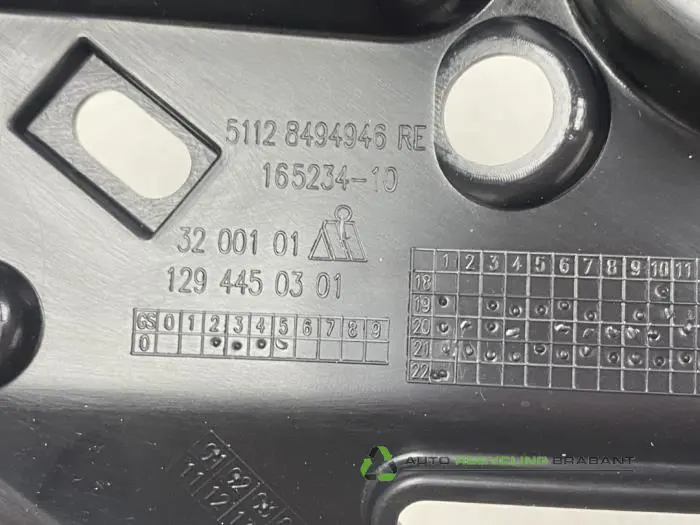 5112 8494946 RE
165234-10
32 001 01
129 445 03 01
GS 0 1 2 3 4 5 6 7 8 9
0
1 2 3 4 5 6 7 8 9 10 11
18
19
20
21
22
AUTO RECYCLING BRABANT